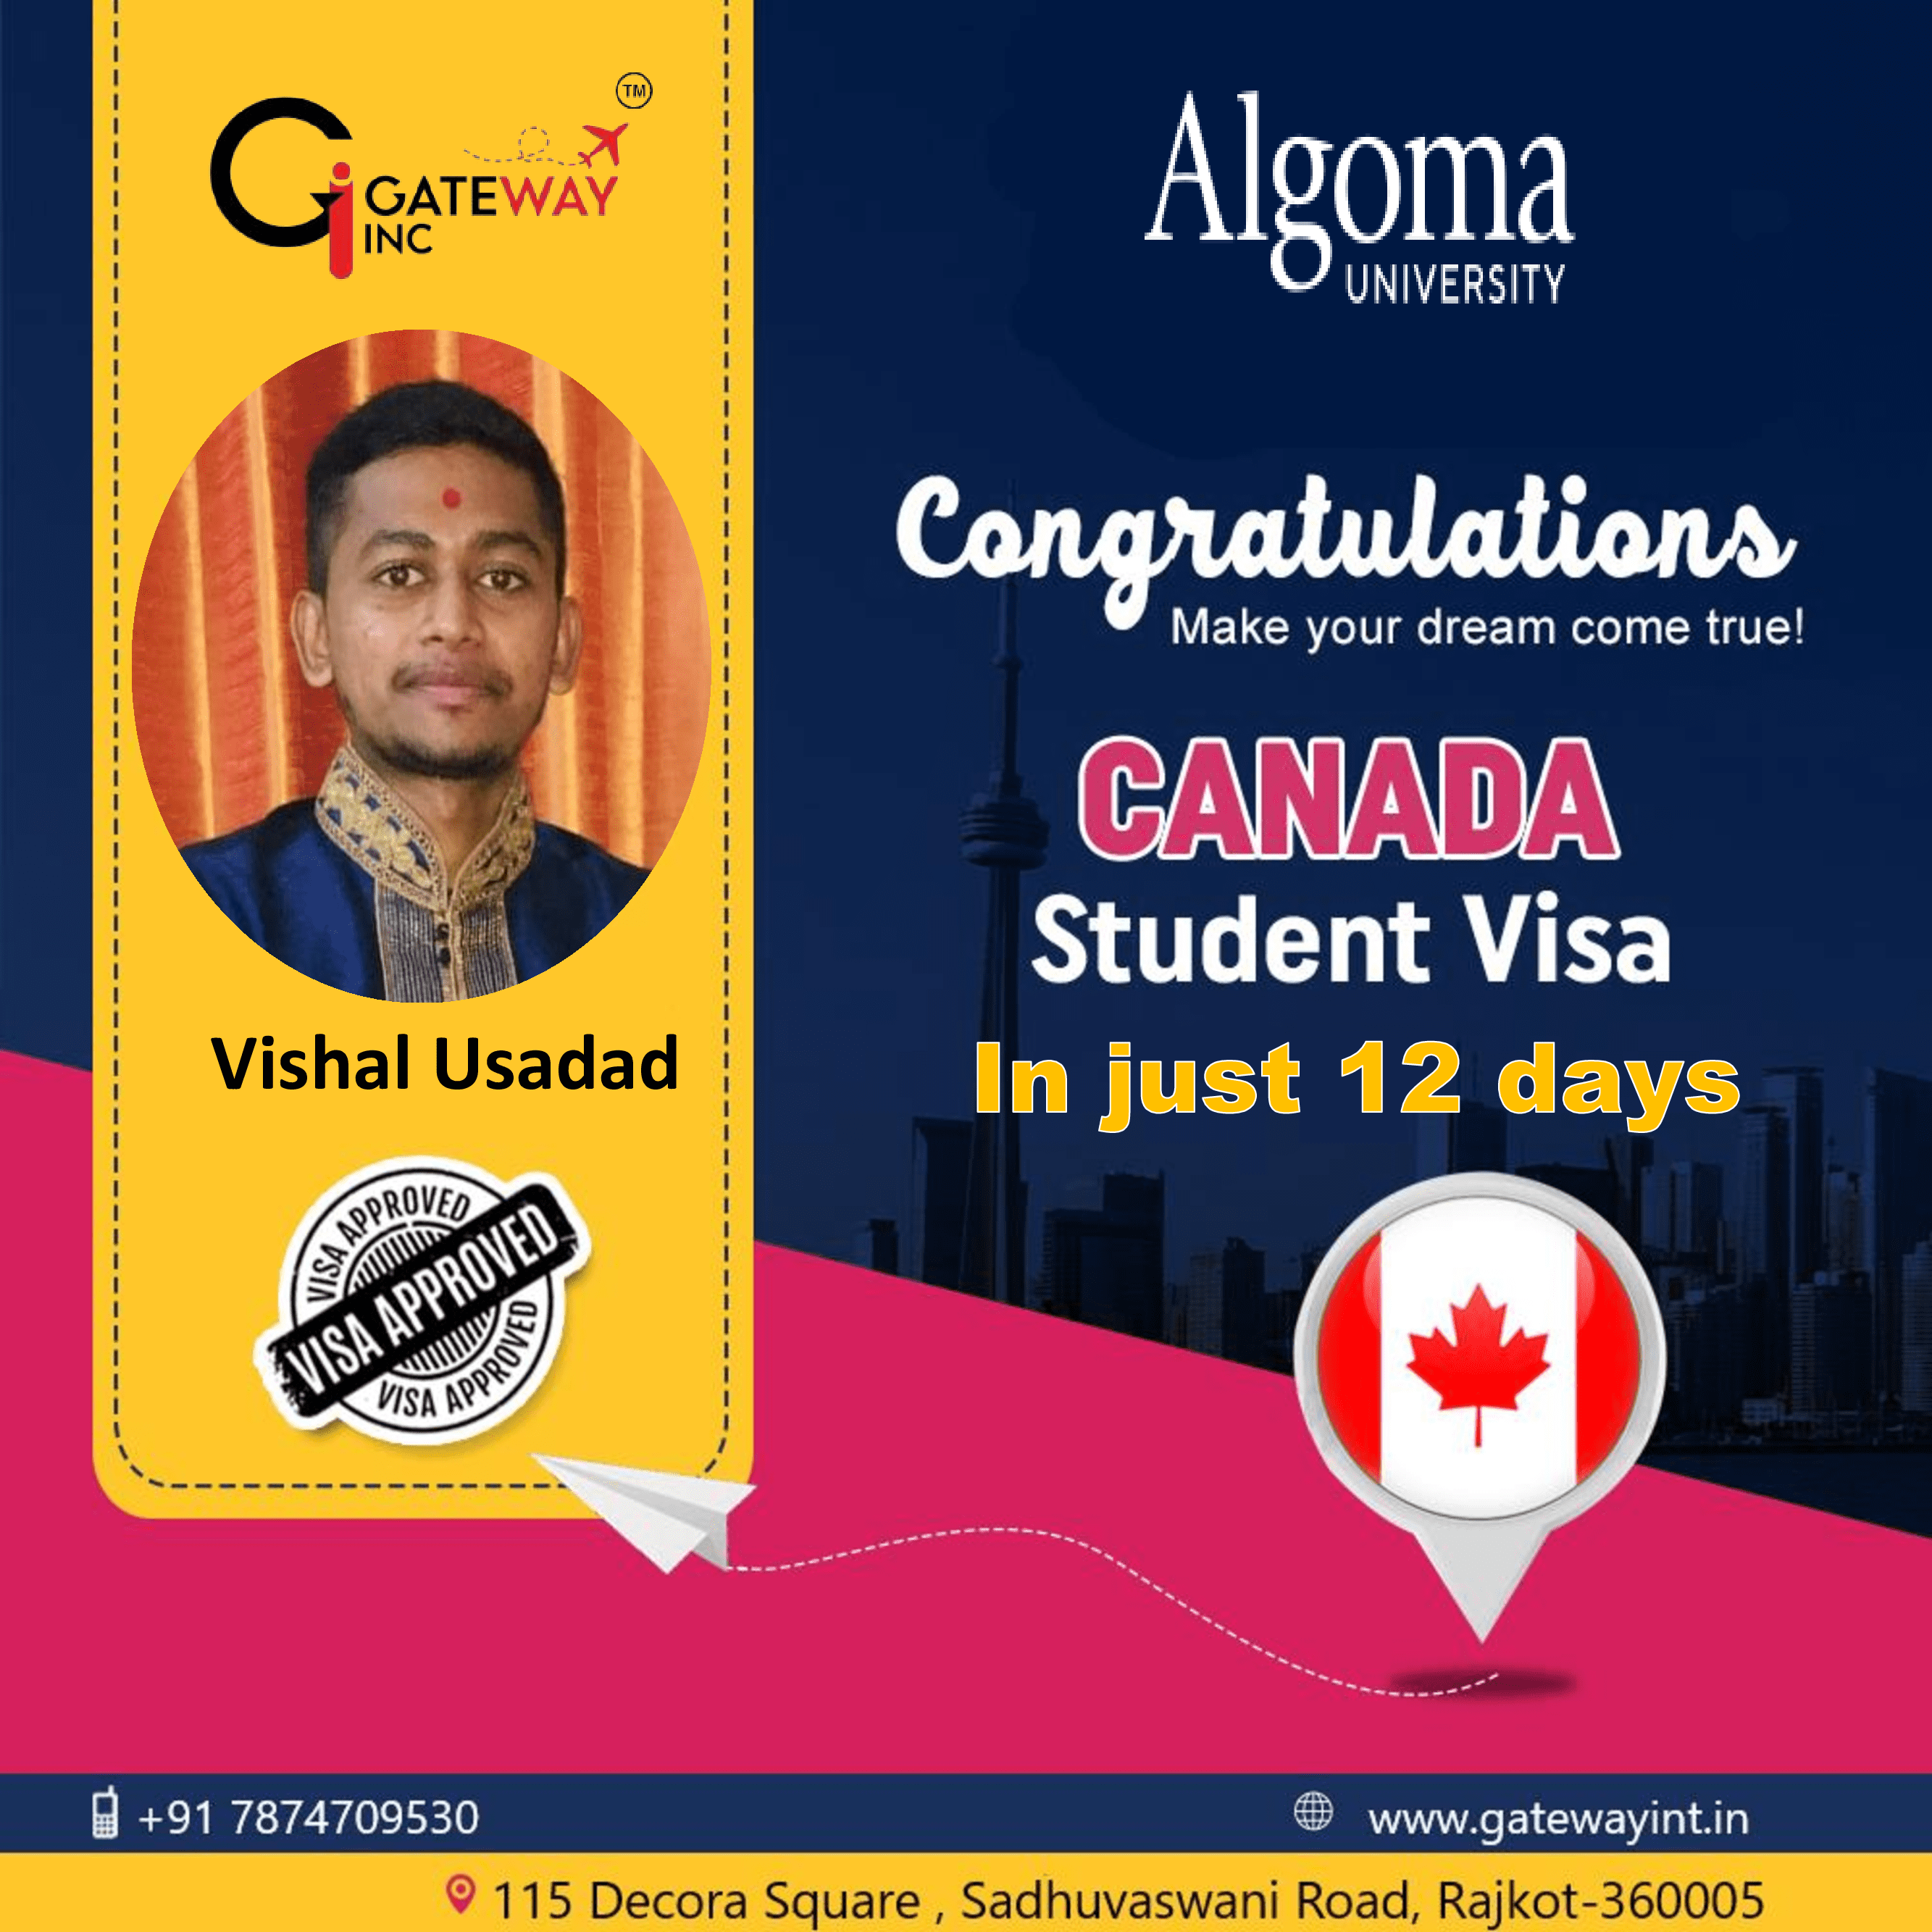 TM
GATEWAY
INC
Algoma
UNIVERSITY
Congratulations
Make your dream come true!
CANADA
Student Visa
In just 12 days
Vishal Usadad
VISA APPROVED
VISA APPROVED
VISA APPROVED
+91 7874709530
www.gatewayint.in
115 Decora Square , Sadhuvaswani Road, Rajkot-360005